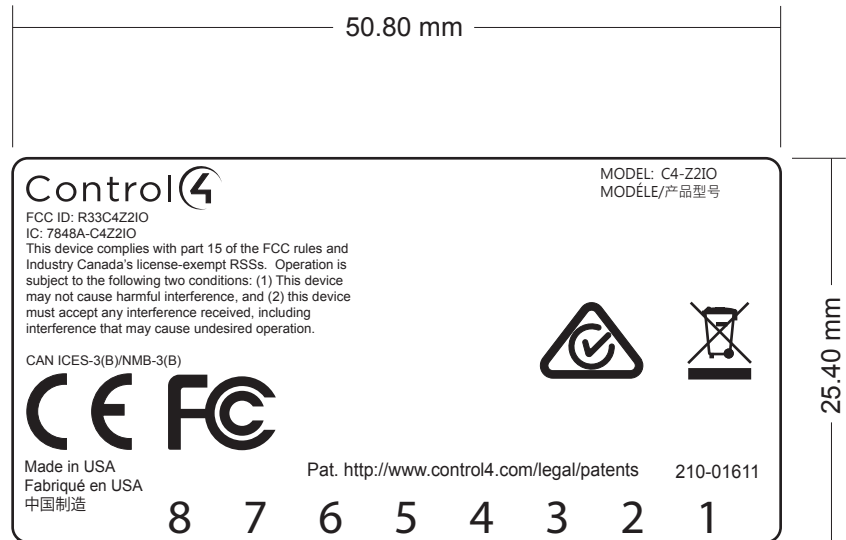 50.80 mm
Control4
MODEL: C4-Z2IO
MODÉLE/产品型号
FCC ID: R33C4Z2IO
IC: 7848A-C4Z2IO
This device complies with part 15 of the FCC rules and
Industry Canada's license-exempt RSSs. Operation is
subject to the following two conditions: (1) This device
may not cause harmful interference, and (2) this device
must accept any interference received, including
interference that may cause undesired operation.
CAN ICES-3(B)/NMB-3(B)
CE FC
25.40 mm
Made in USA
Fabriqué en USA
中国制造
Pat. http://www.control4.com/legal/patents
210-01611
8 7 6 5 4 3 2 1